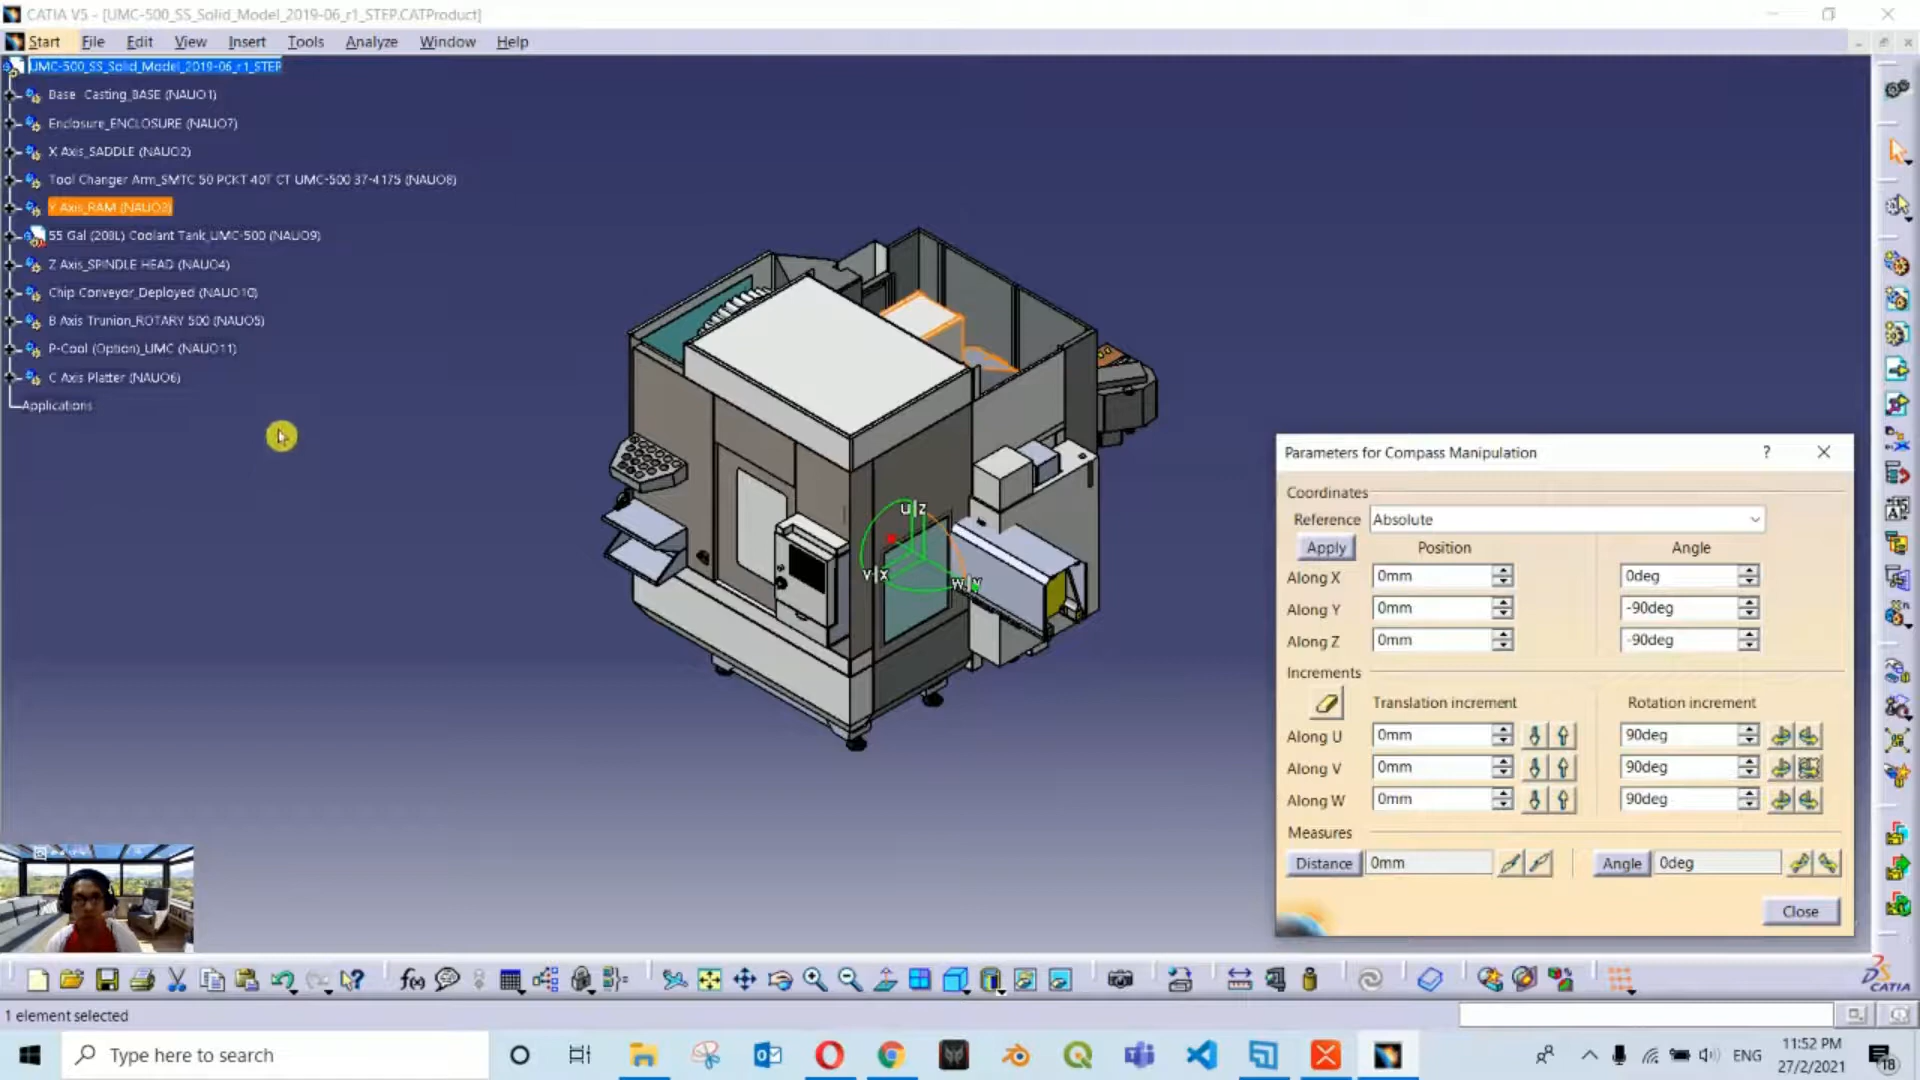 CATIA V5 - [UMC-500_SS_Solid_Model_2019-06_r1_STEP.CATProduct]
Start File Edit View Insert Tools Analyze Window Help
UMC-500_SS_Solid_Model_2019-06_r1_STEP
Base Casting_BASE (NAUO1)
Enclosure_ENCLOSURE (NAUO7)
X Axis_SADDLE (NAUO2)
Tool Changer Arm_SMTC 50 PCKT 40T CT UMC-500 37-4175 (NAUO8)
Y Axis_RAM (NAUO3)
55 Gal (208L) Coolant Tank_UMC-500 (NAUO9)
Z Axis_SPINDLE HEAD (NAUO4)
Chip Conveyor_Deployed (NAUO10)
B Axis Trunion_ROTARY 500 (NAUO5)
P-Cool (Option)_UMC (NAUO11)
C Axis Platter (NAUO6)
Applications
u|z
v|x
w|y
Parameters for Compass Manipulation
?
Coordinates
Reference Absolute
Apply Position Angle
Along X 0mm 0deg
Along Y 0mm -90deg
Along Z 0mm -90deg
Increments
Translation increment Rotation increment
Along U 0mm 90deg
Along V 0mm 90deg
Along W 0mm 90deg
Measures
Distance 0mm Angle 0deg
Close
f(x)
CATIA
1 element selected
Type here to search
ENG
11:52 PM
27/2/2021
18